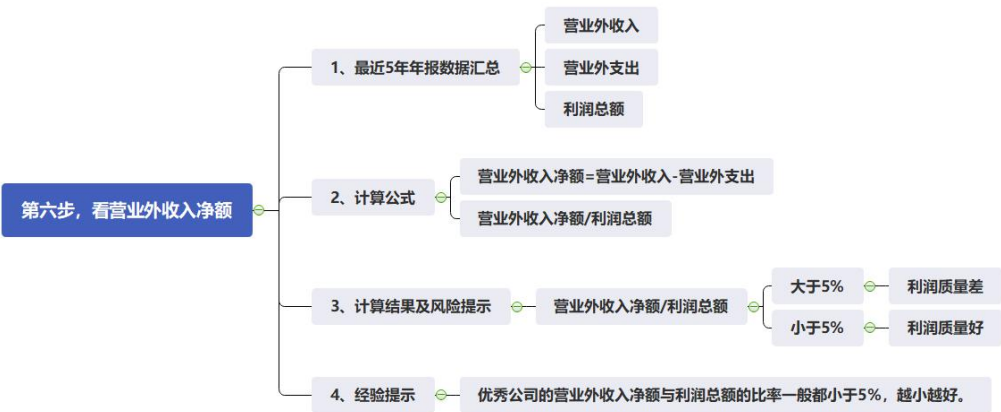 第六步，看营业外收入净额
1、最近5年年报数据汇总
营业外收入
营业外支出
利润总额
2、计算公式
营业外收入净额=营业外收入-营业外支出
营业外收入净额/利润总额
3、计算结果及风险提示
营业外收入净额/利润总额
大于5%
利润质量差
小于5%
利润质量好
4、经验提示
优秀公司的营业外收入净额与利润总额的比率一般都小于5%，越小越好。